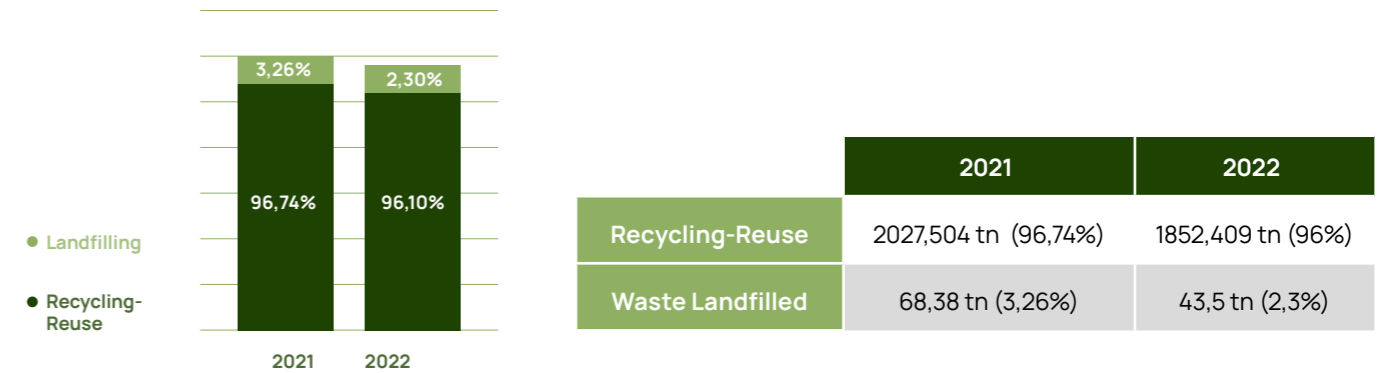 3,26%
2,30%
96,74%
96,10%
Landfilling
Recycling-
Reuse
2021
2022
2021
2022
Recycling-Reuse
2027,504 tn (96,74%)
1852,409 tn (96%)
Waste Landfilled
68,38 tn (3,26%)
43,5 tn (2,3%)